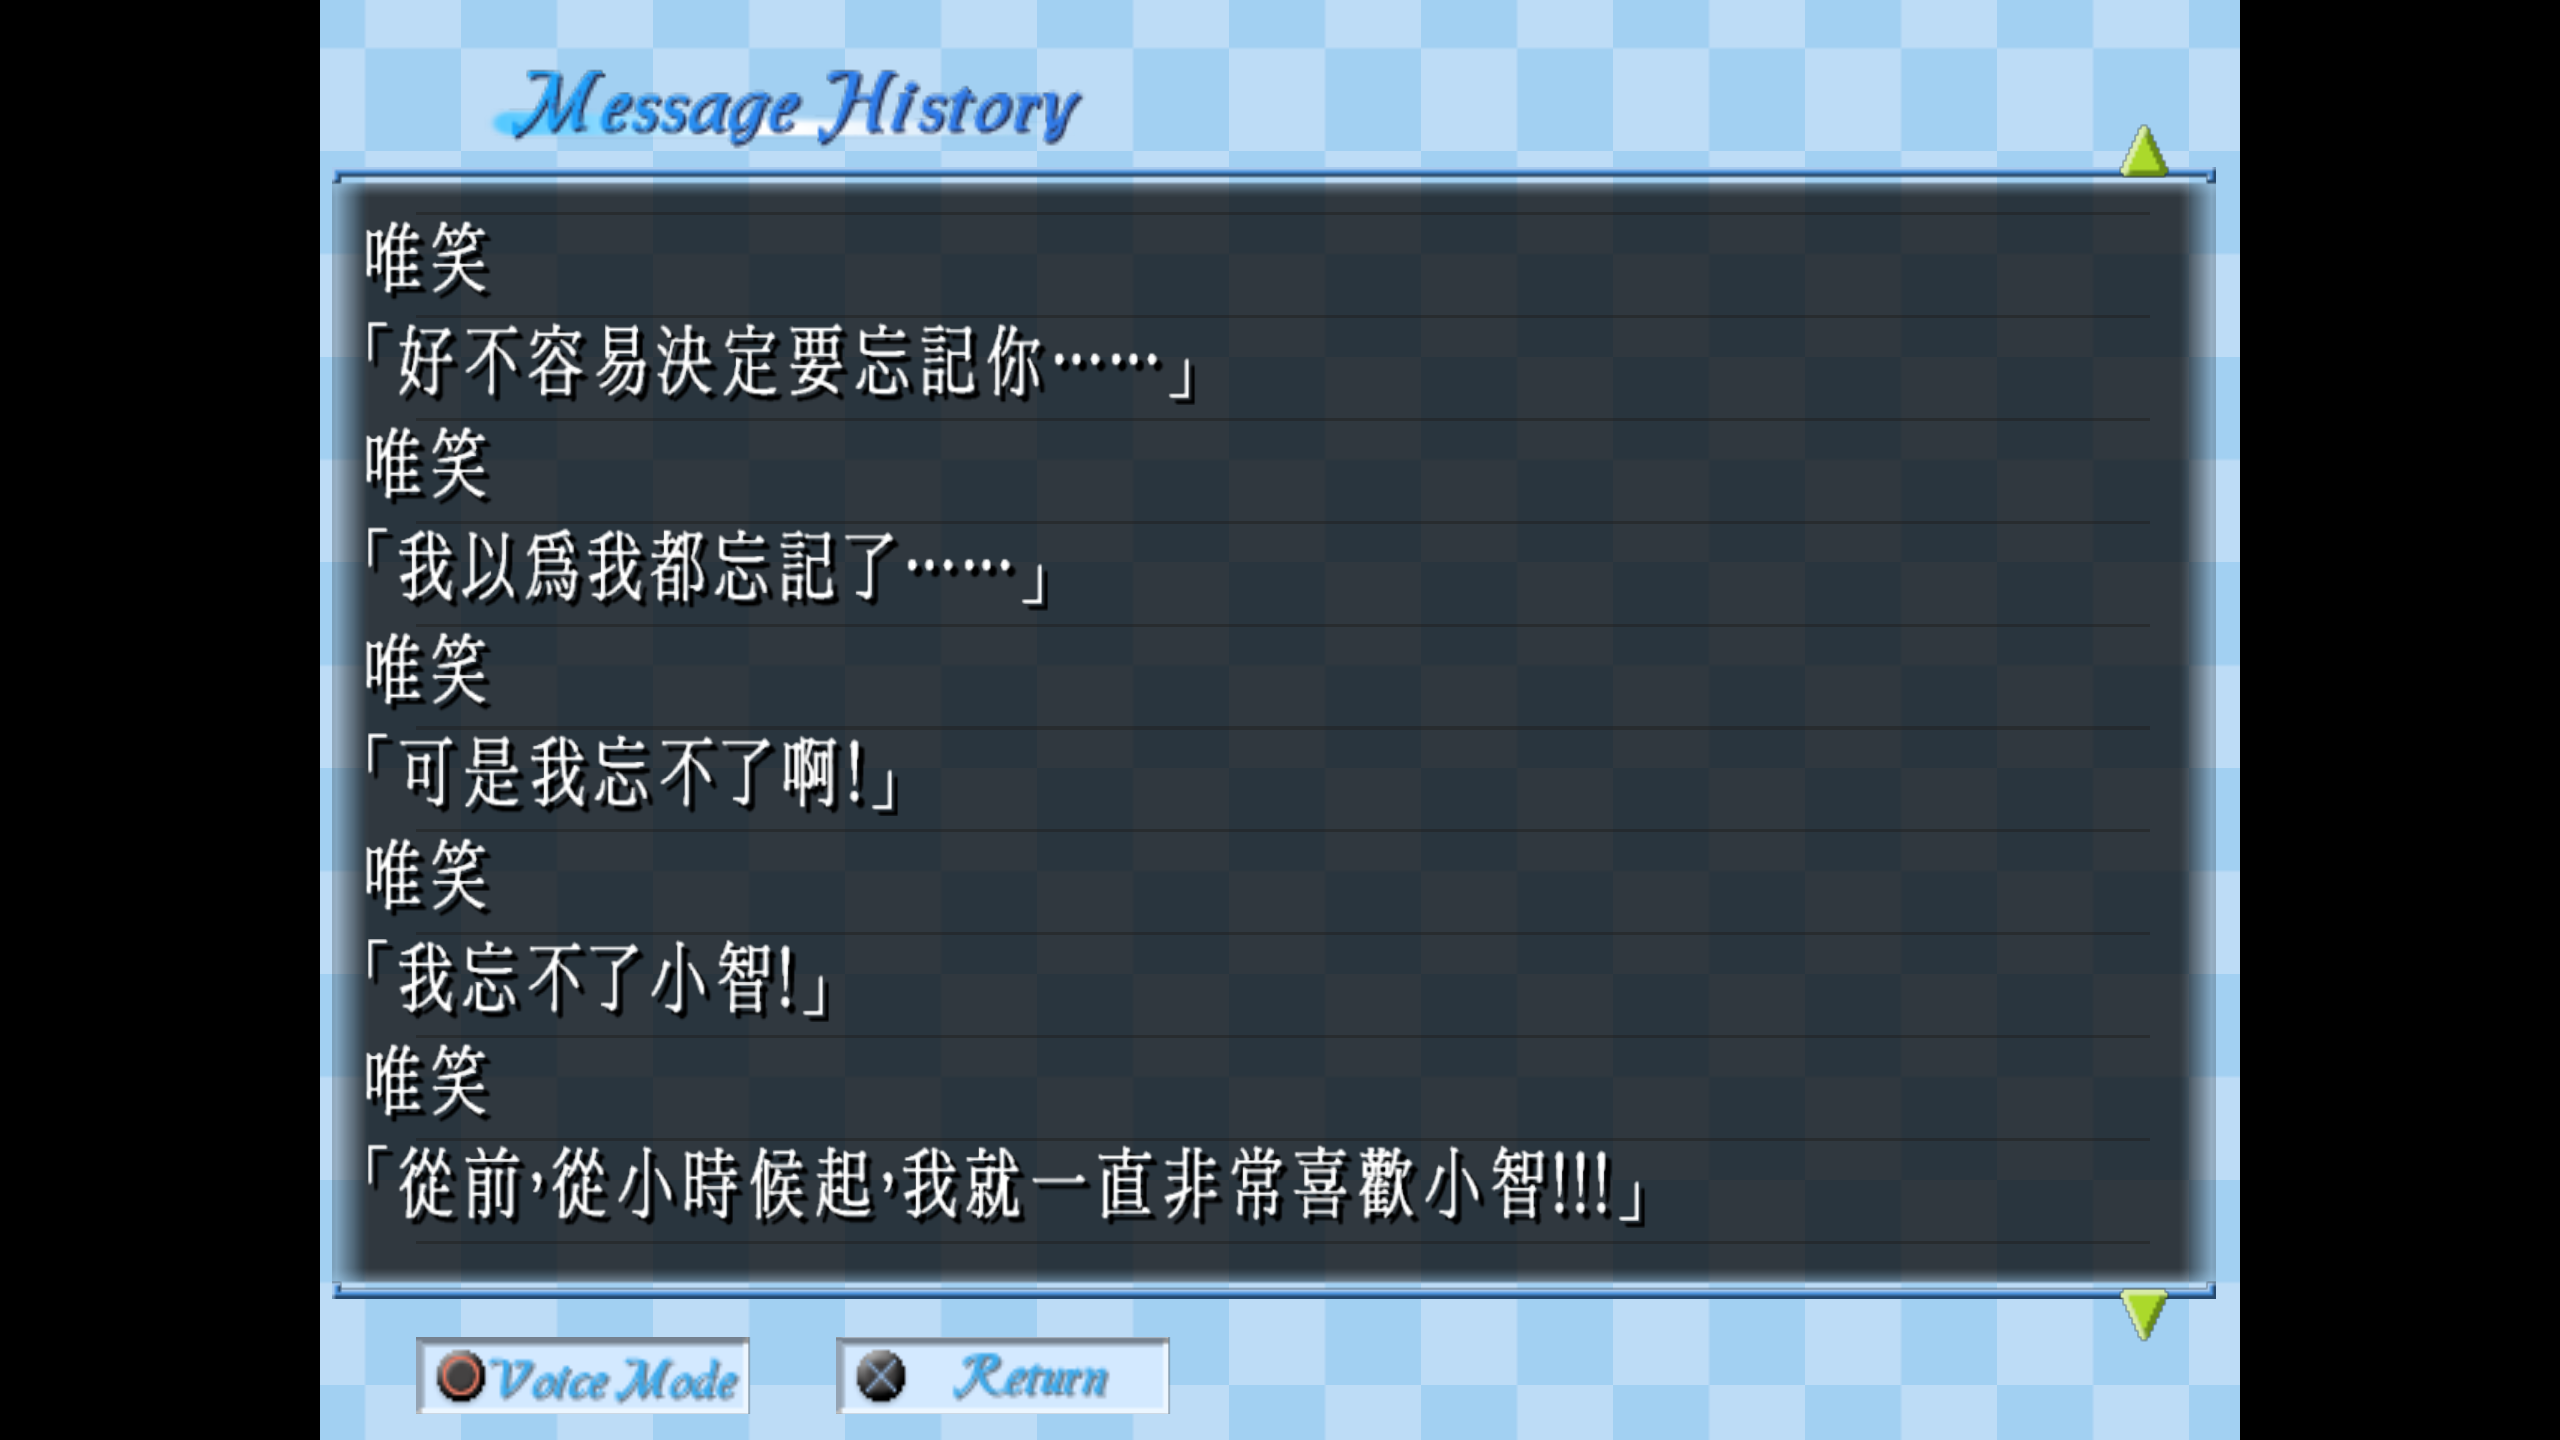 Message History
唯笑
「好不容易決定要忘記你……」
唯笑
「我以爲我都忘記了……」
唯笑
「可是我忘不了啊!」
唯笑
「我忘不了小智!」
唯笑
「從前,從小時候起,我就一直非常喜歡小智!!!」
Voice Mode
Return